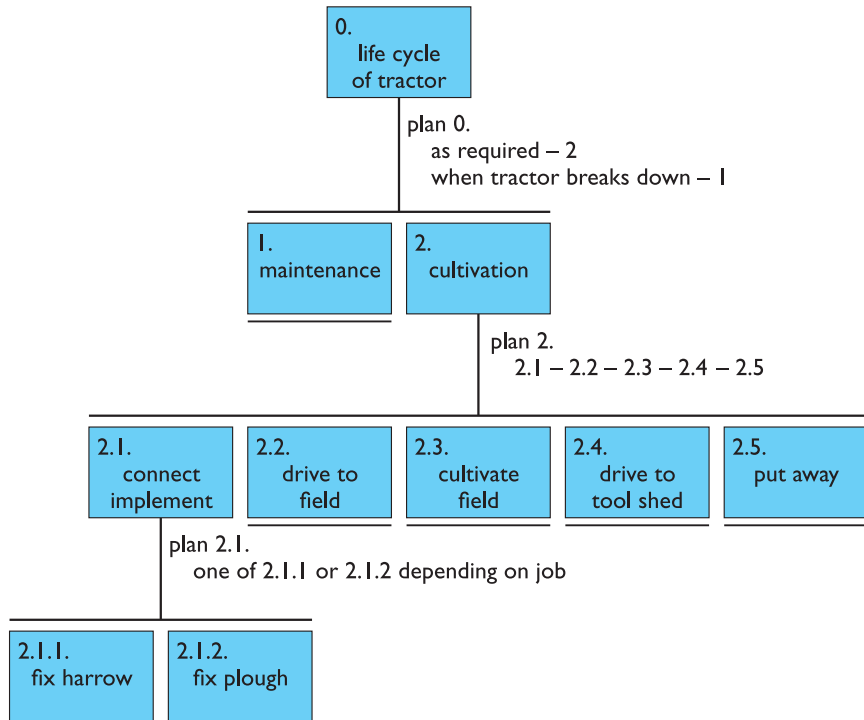 0.
life cycle
of tractor
plan 0.
as required – 2
when tractor breaks down – 1
1.
maintenance
2.
cultivation
plan 2.
2.1 – 2.2 – 2.3 – 2.4 – 2.5
2.1.
connect
implement
2.2.
drive to
field
2.3.
cultivate
field
2.4.
drive to
tool shed
2.5.
put away
plan 2.1.
one of 2.1.1 or 2.1.2 depending on job
2.1.1.
fix harrow
2.1.2.
fix plough